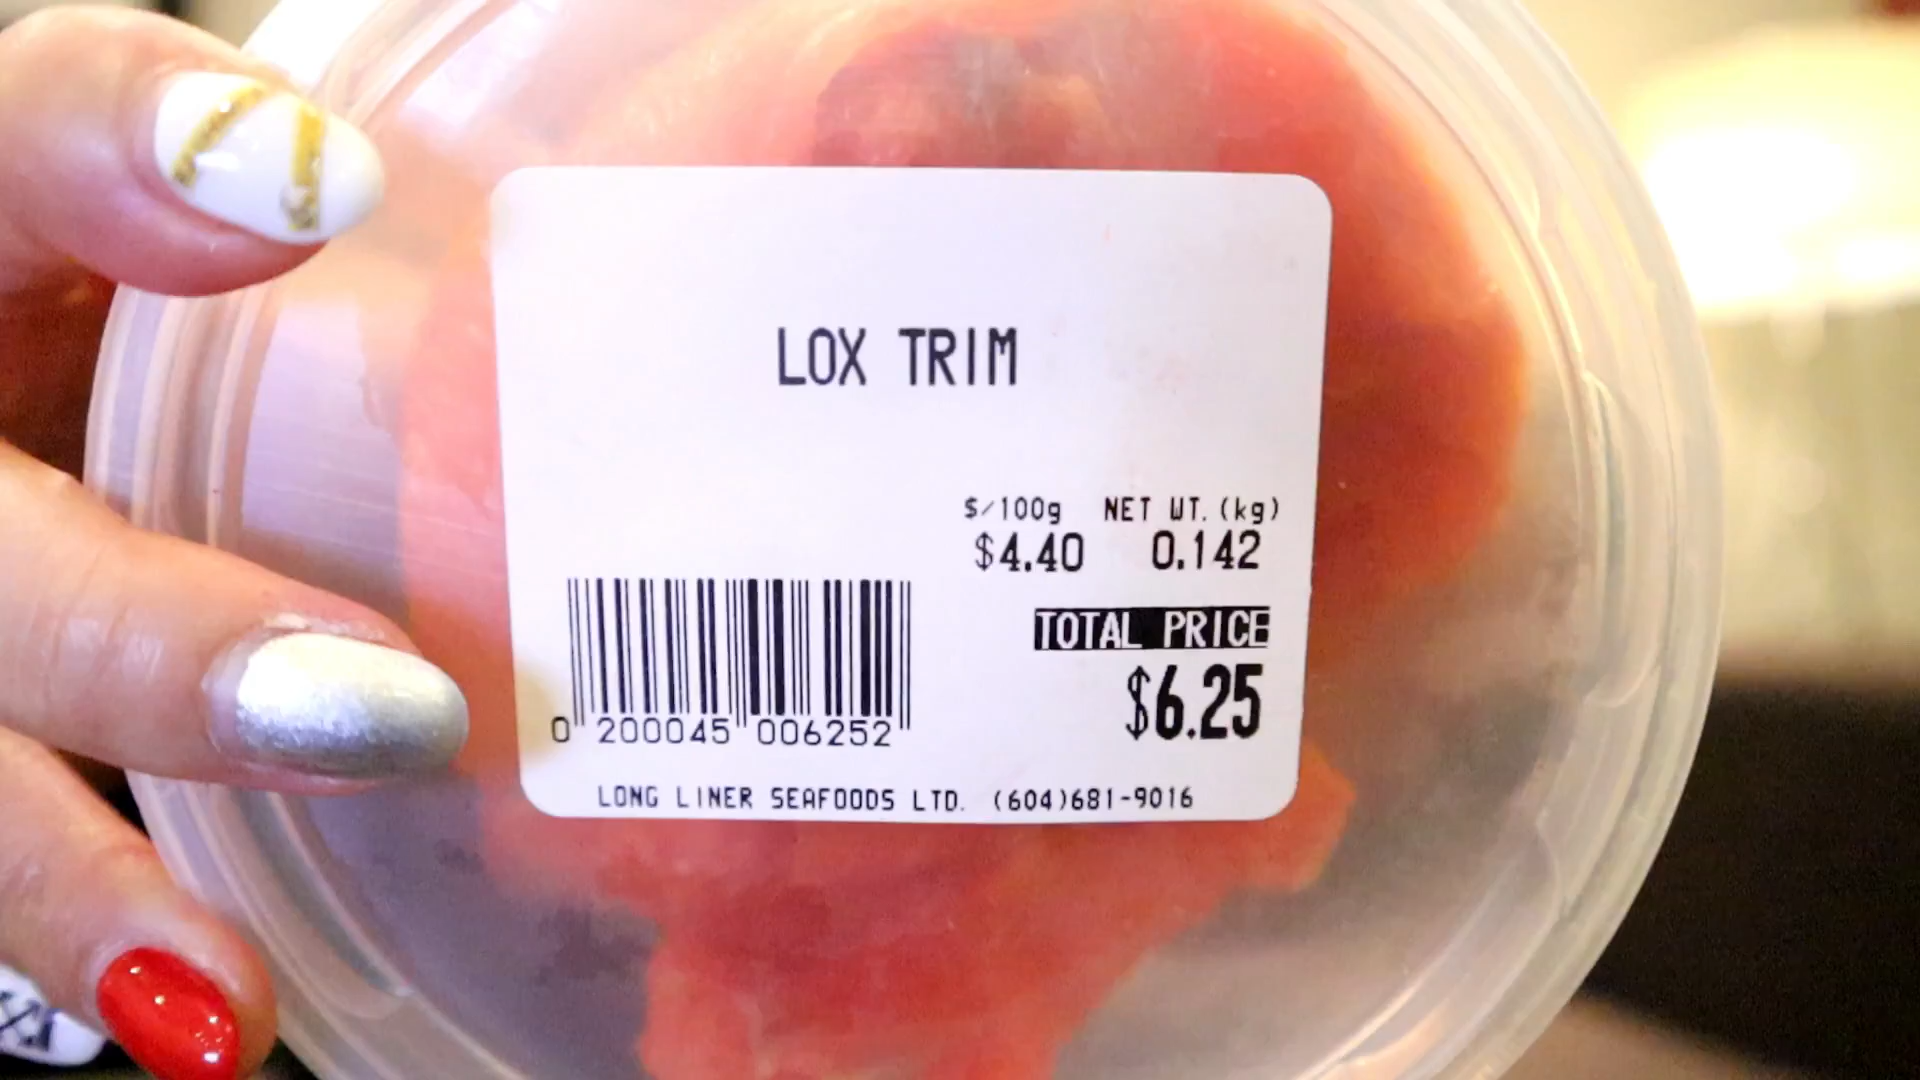 LOX TRIM
$/100g NET WT.(kg)
$4.40 0.142
TOTAL PRICE
$6.25
0 200045 006252
LONG LINER SEAFOODS LTD. (604)681-9016